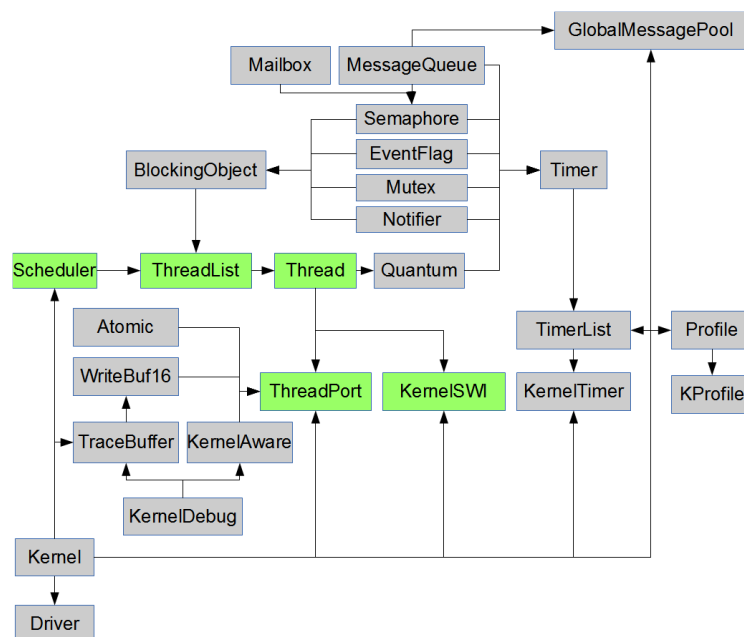 GlobalMessagePool
Mailbox
MessageQueue
Semaphore
EventFlag
BlockingObject
Timer
Mutex
Notifier
Scheduler
ThreadList
Thread
Quantum
Atomic
TimerList
Profile
WriteBuf16
ThreadPort
KernelSWI
KernelTimer
KProfile
TraceBuffer
KernelAware
KernelDebug
Kernel
Driver